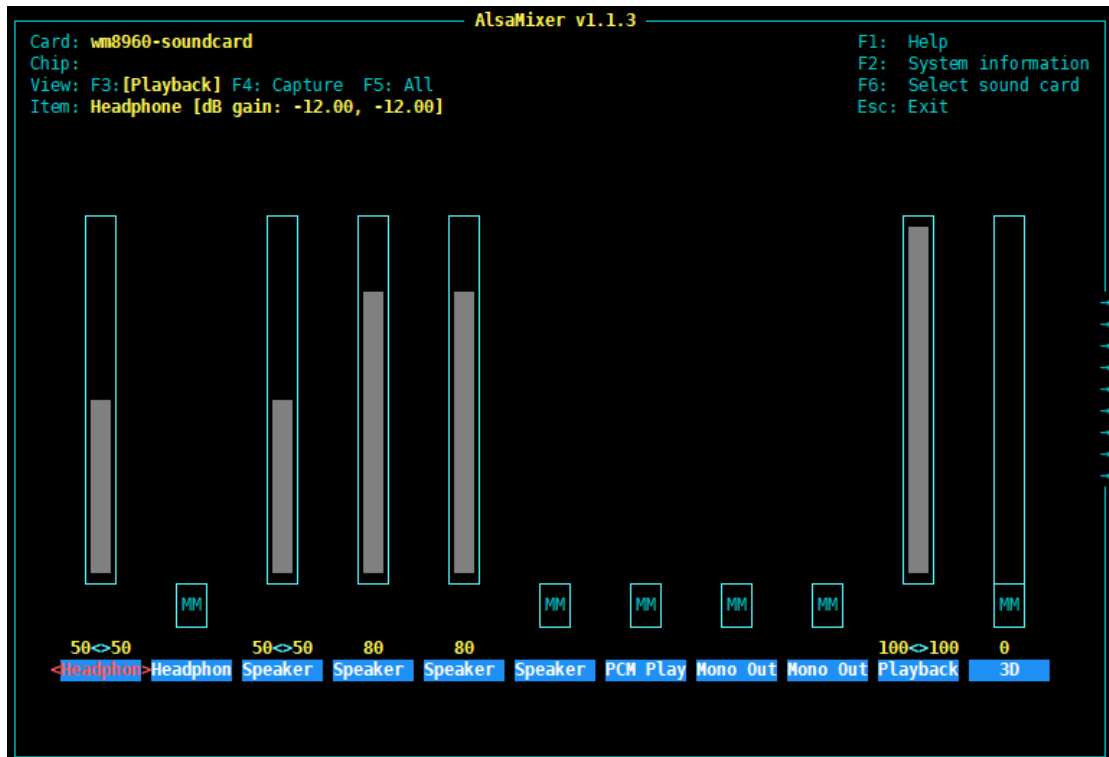 AlsaMixer v1.1.3
Card: wm8960-soundcard F1: Help
Chip: F2: System information
View: F3:[Playback] F4: Capture F5: All F6: Select sound card
Item: Headphone [dB gain: -12.00, -12.00] Esc: Exit
MM MM MM MM MM MM
50<>50 50<>50 80 80 100<>100 0
<Headphon>Headphon Speaker Speaker Speaker Speaker PCM Play Mono Out Mono Out Playback 3D